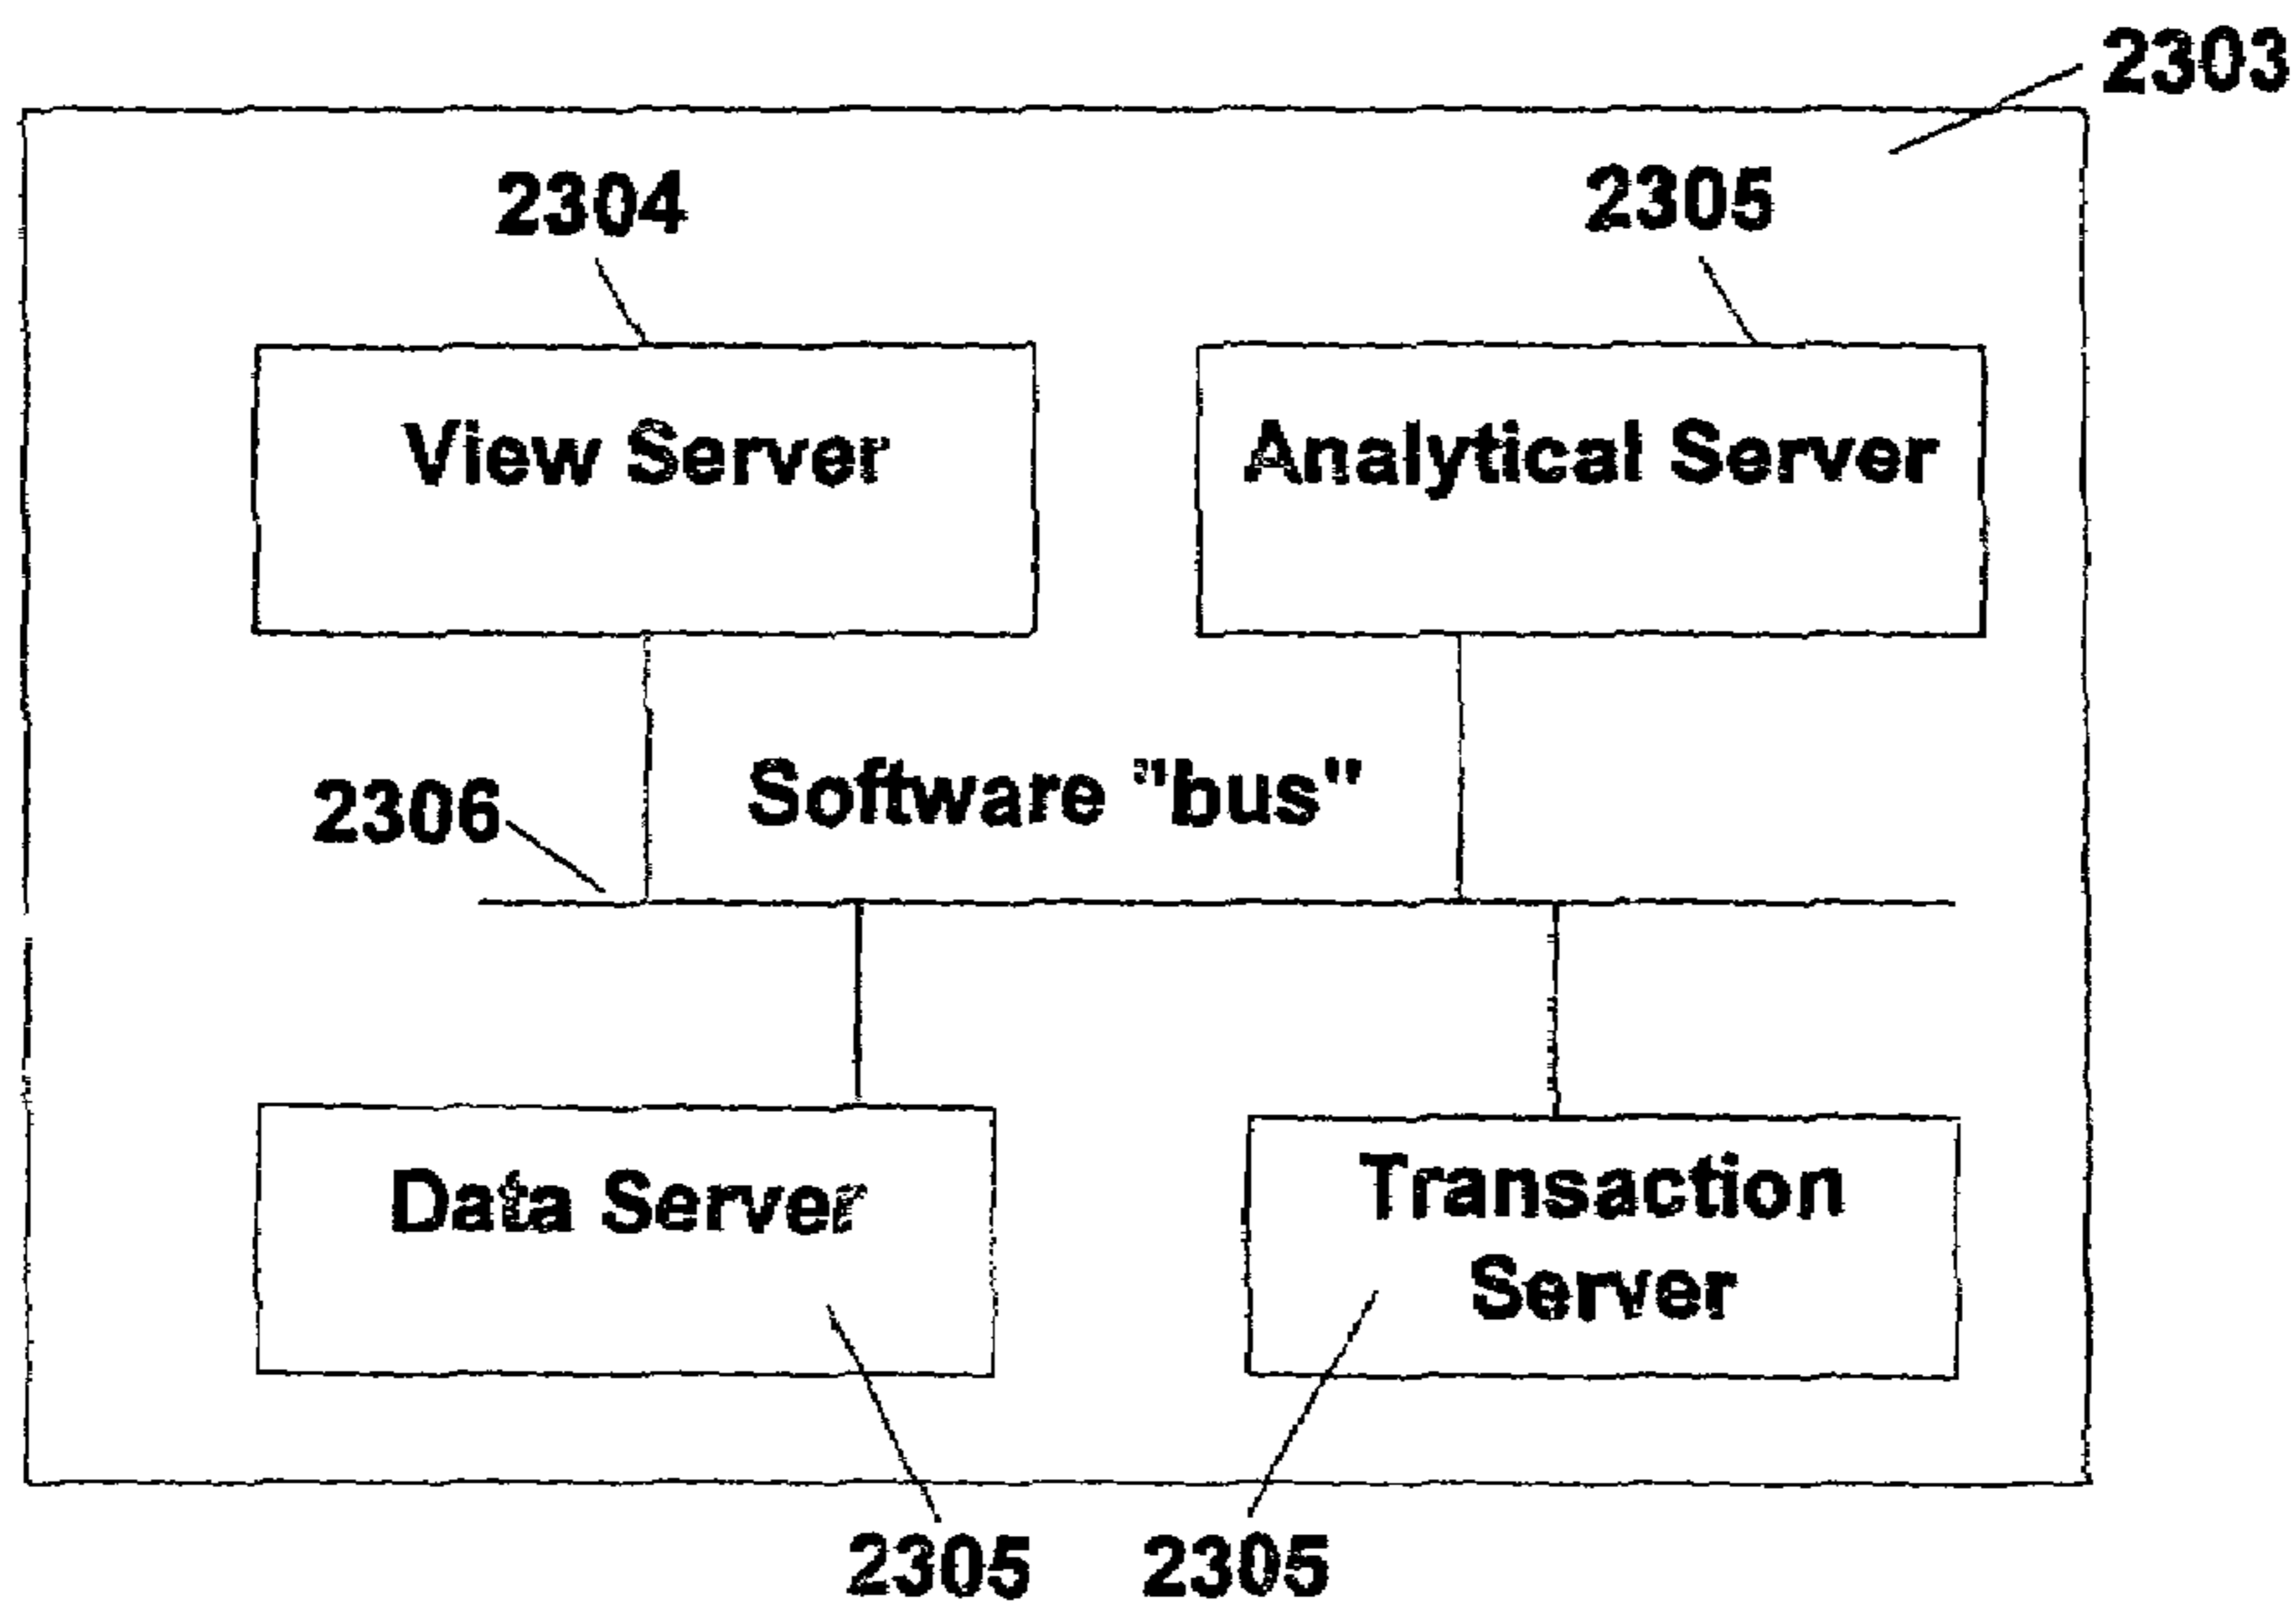 2303
2304
2305
View Server
Analytical Server
Software "bus"
2306
Data Server
Transaction
Server
2305
2305